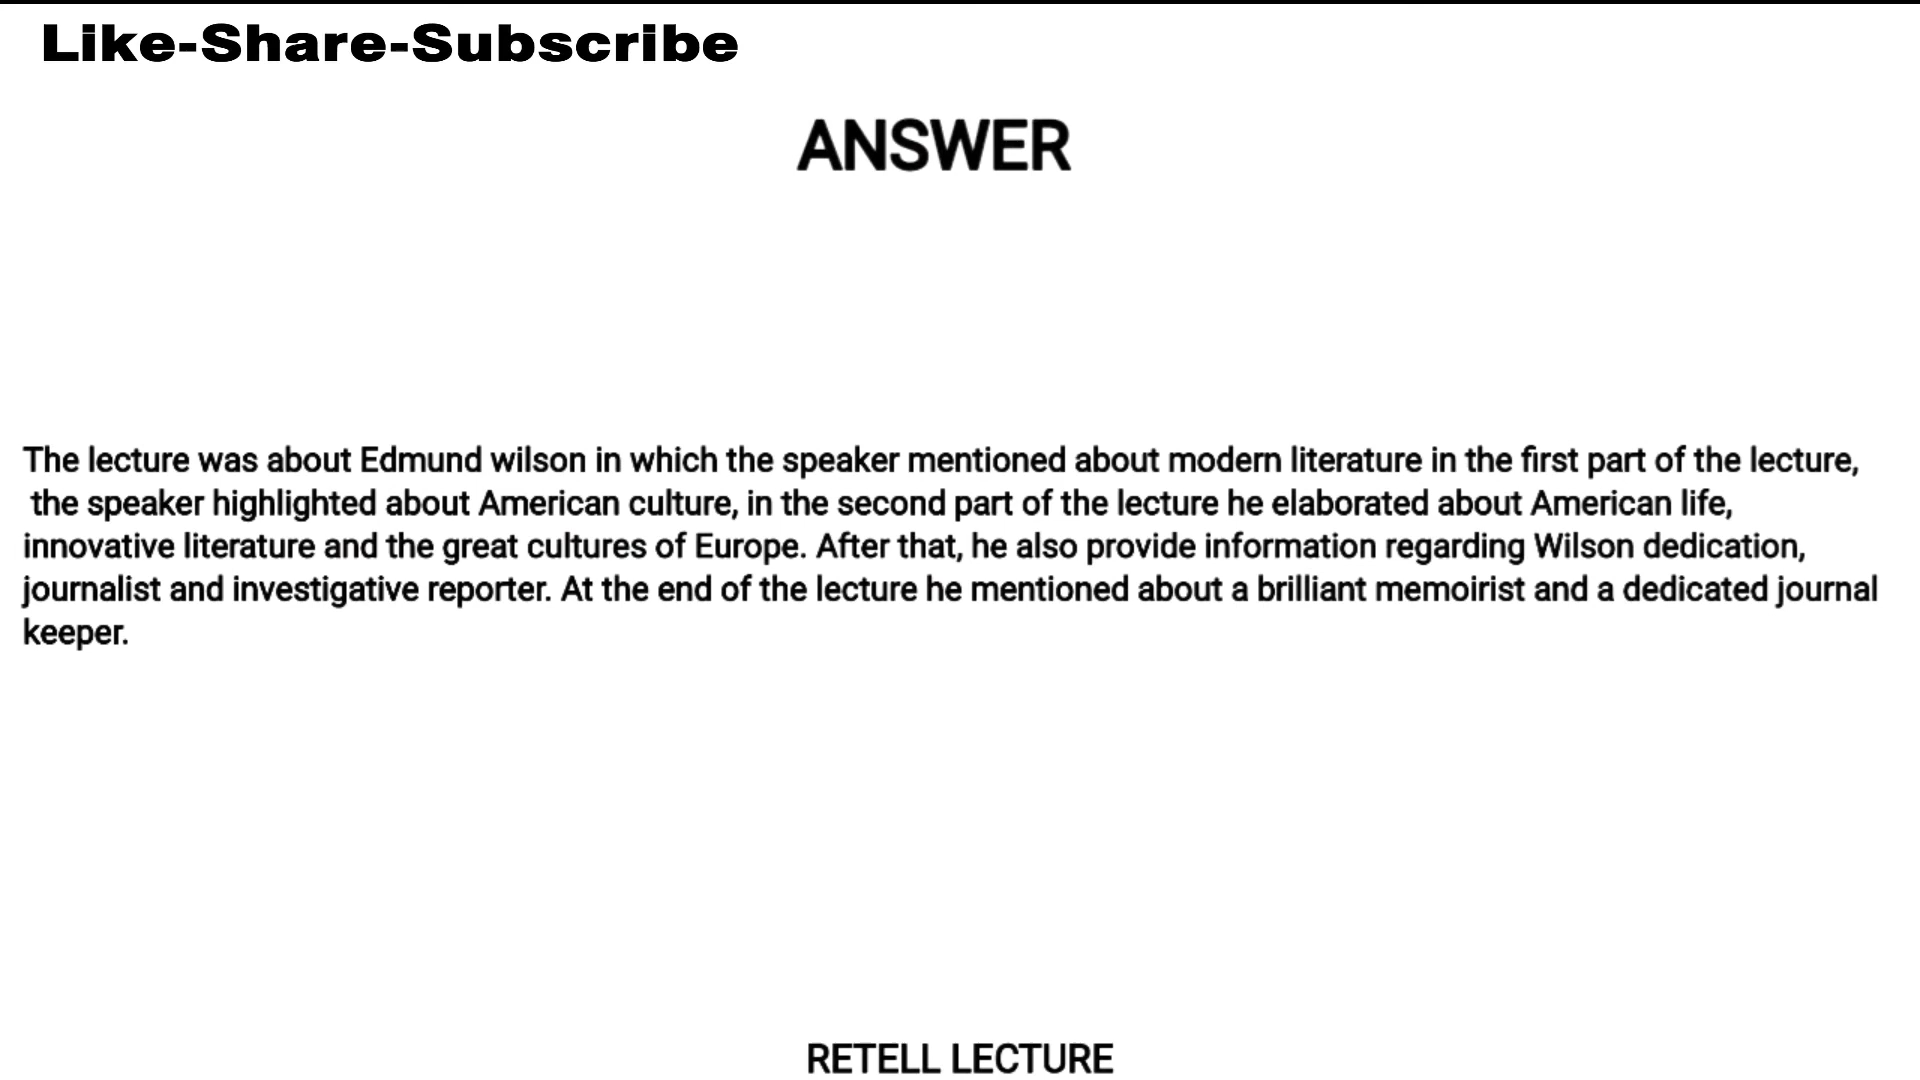 Like-Share-Subscribe
ANSWER
The lecture was about Edmund wilson in which the speaker mentioned about modern literature in the first part of the lecture,
the speaker highlighted about American culture, in the second part of the lecture he elaborated about American life,
innovative literature and the great cultures of Europe. After that, he also provide information regarding Wilson dedication,
journalist and investigative reporter. At the end of the lecture he mentioned about a brilliant memoirist and a dedicated journal
keeper.
RETELL LECTURE